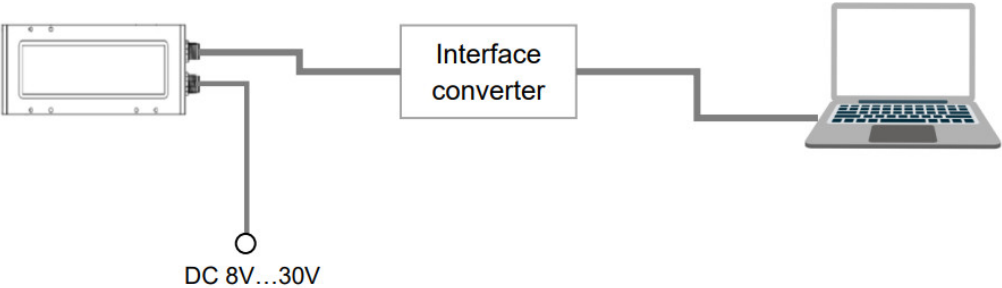 Interface
converter
DC 8V…30V